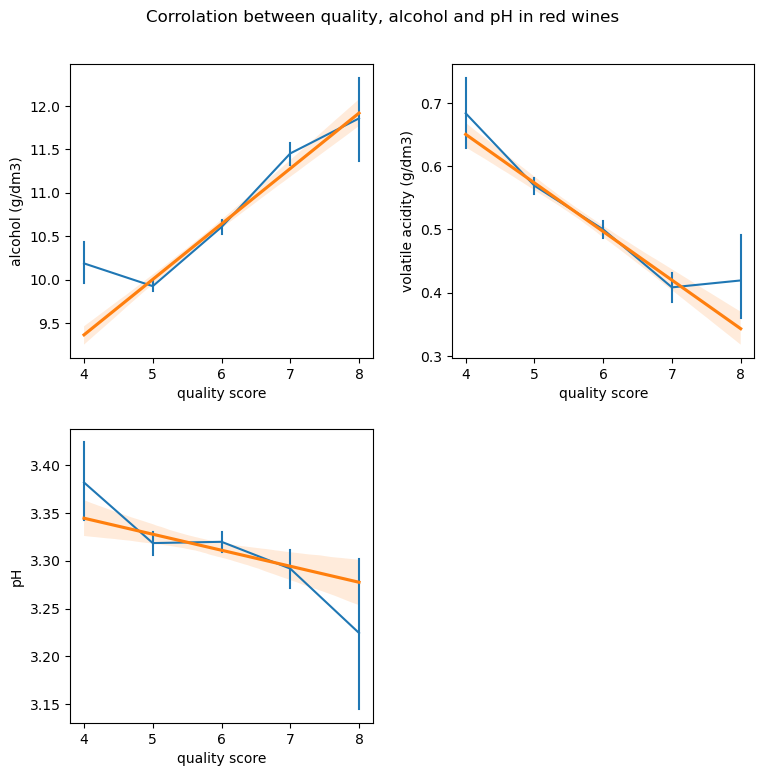 Corrolation between quality, alcohol and pH in red wines
alcohol (g/dm3)
12.0
11.5
11.0
10.5
10.0
9.5
4 5 6 7 8
quality score
volatile acidity (g/dm3)
0.7
0.6
0.5
0.4
0.3
4 5 6 7 8
quality score
pH
3.40
3.35
3.30
3.25
3.20
3.15
4 5 6 7 8
quality score